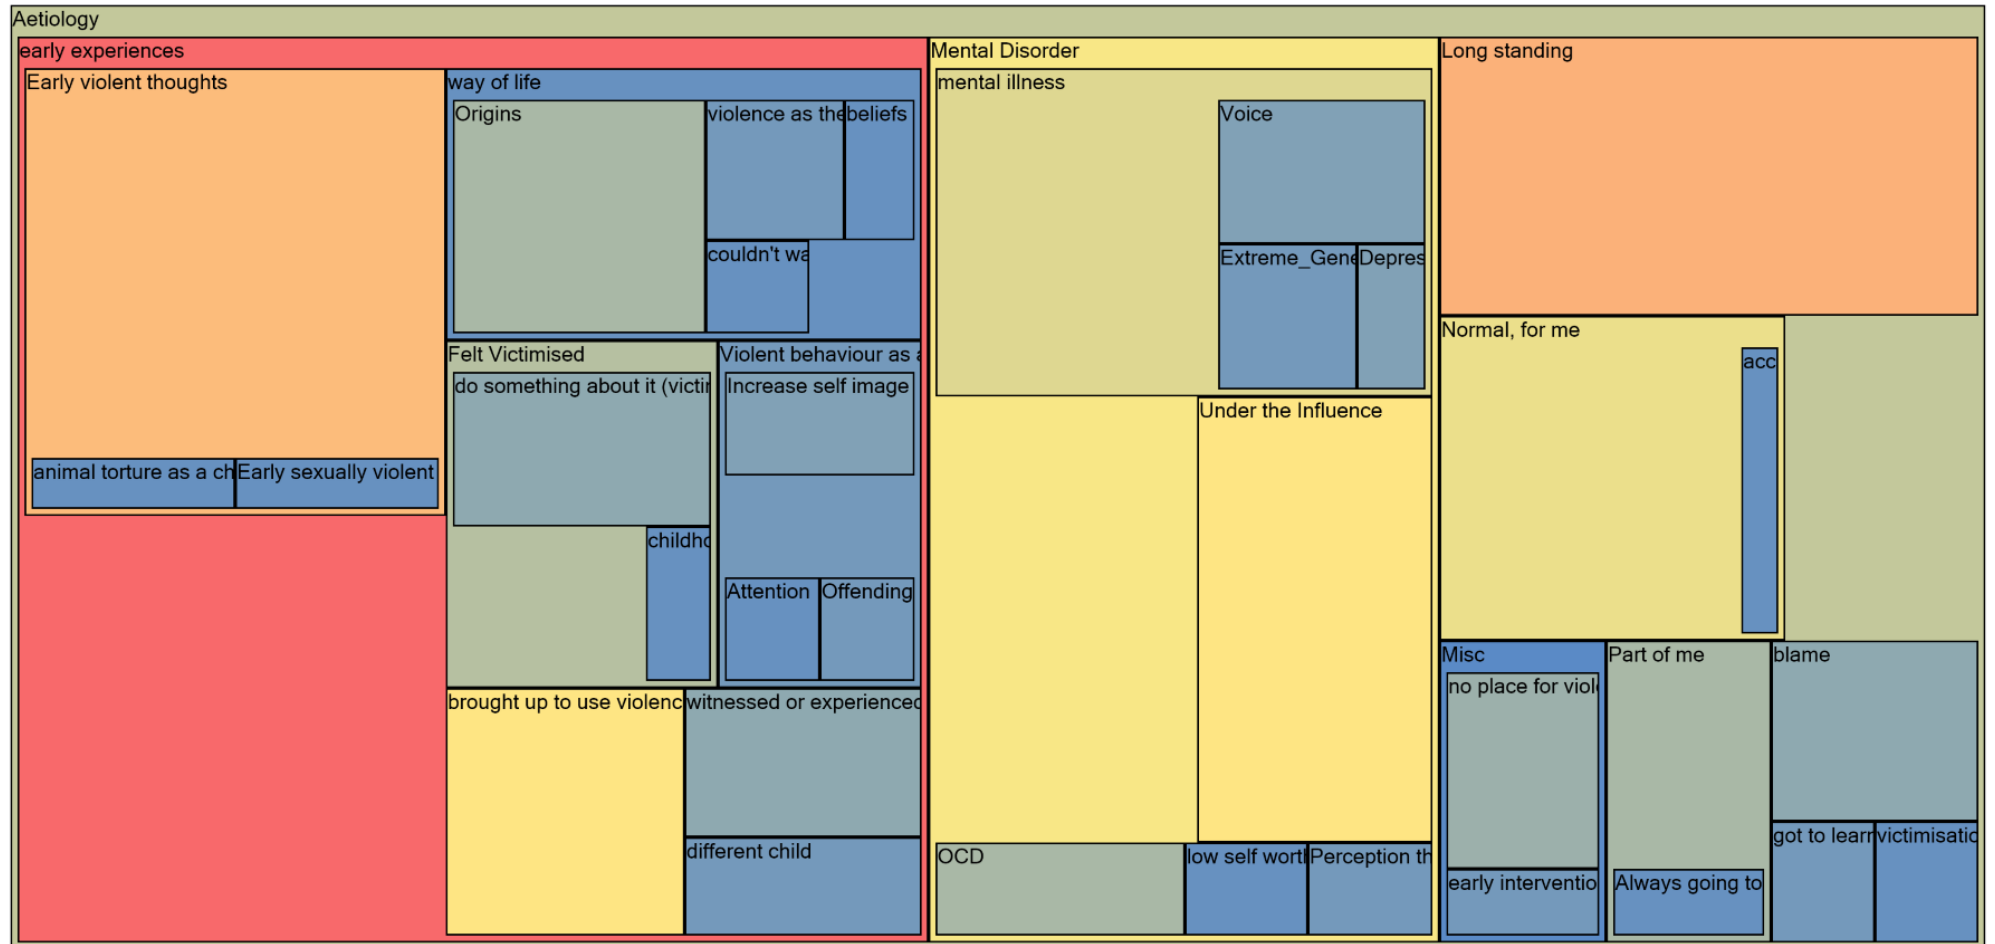 Aetiology
early experiences
Early violent thoughts
animal torture as a ch
Early sexually violent
way of life
Origins
violence as the
beliefs
couldn't wa
Felt Victimised
do something about it (victi
childho
Violent behaviour as a
Increase self image
Attention
Offending
brought up to use violenc
witnessed or experienced
different child
Mental Disorder
mental illness
Voice
Extreme_Gene
Depres
Under the Influence
OCD
low self wort
Perception th
Long standing
Normal, for me
acc
Misc
no place for viol
early interventio
Part of me
Always going to
blame
got to learn
victimisatio